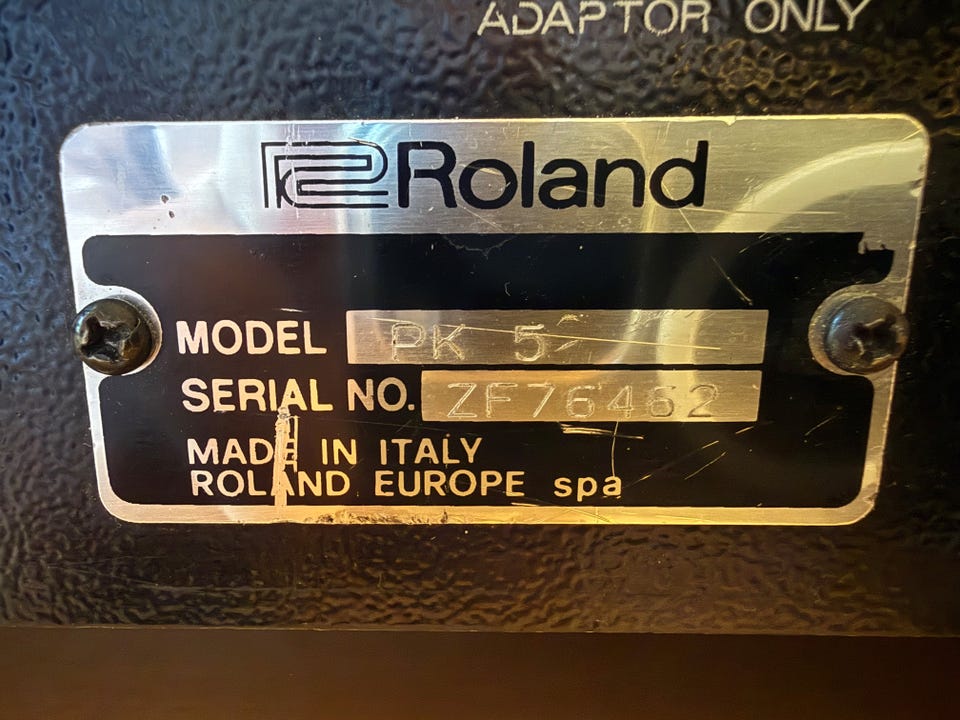 ADAPTOR ONLY
Roland
MODEL PK 5
SERIAL NO. ZF76462
MADE IN ITALY
ROLAND EUROPE spa